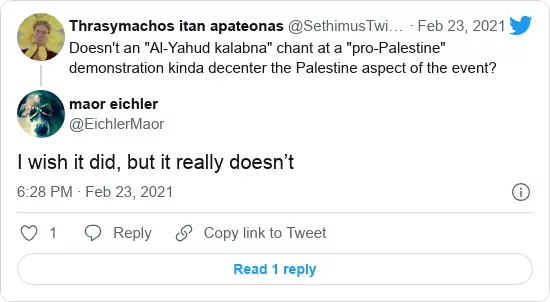 Thrasymachos itan apateonas @SethimusTwi... · Feb 23, 2021
Doesn't an "Al-Yahud kalabna" chant at a "pro-Palestine"
demonstration kinda decenter the Palestine aspect of the event?
maor eichler
@EichlerMaor
I wish it did, but it really doesn’t
6:28 PM · Feb 23, 2021
1 Reply Copy link to Tweet
Read 1 reply